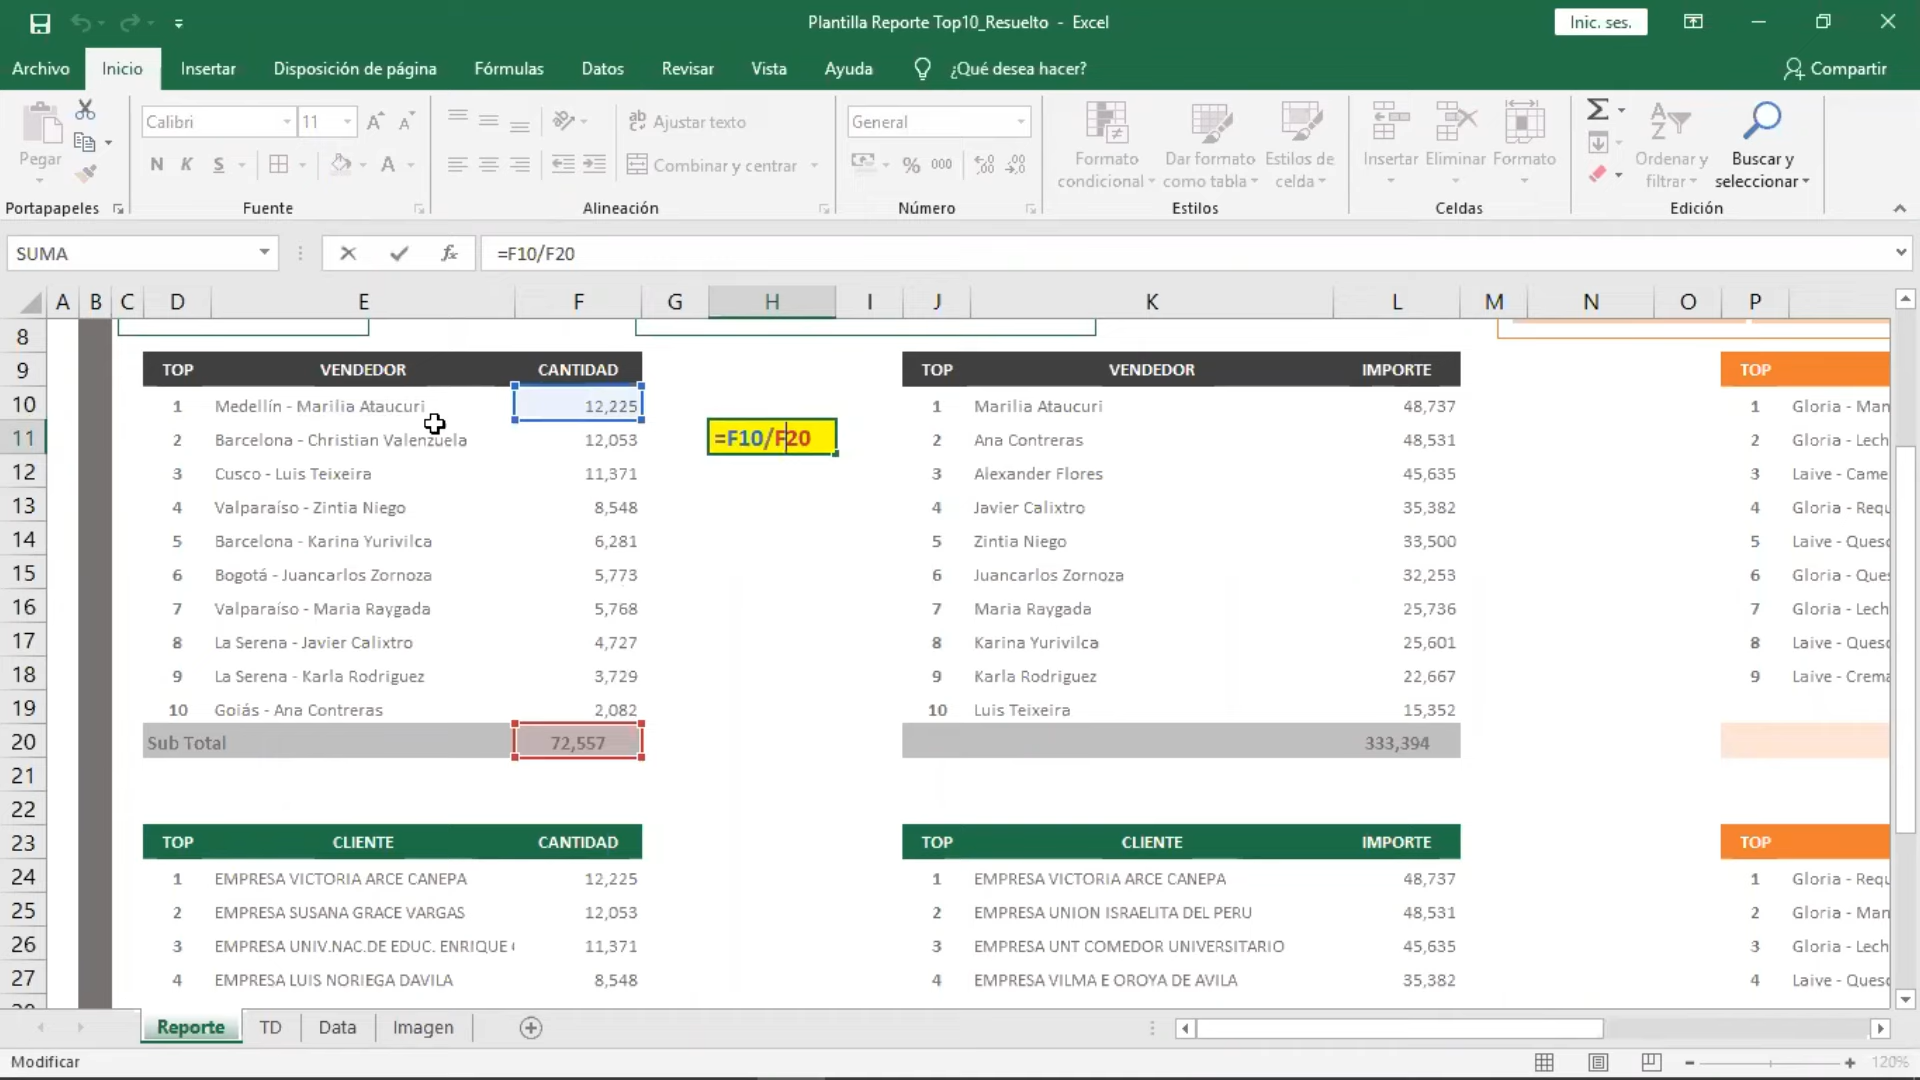 Plantilla Reporte Top10_Resuelto - Excel
Inic. ses.
Archivo Inicio Insertar Disposición de página Fórmulas Datos Revisar Vista Ayuda ¿Qué desea hacer? Compartir
Pegar
Calibri 11
N K S
Ajustar texto
Combinar y centrar
General
% 000
Formato condicional
Dar formato como tabla
Estilos de celda
Insertar Eliminar Formato
Ordenar y filtrar
Buscar y seleccionar
Portapapeles Fuente Alineación Número Estilos Celdas Edición
SUMA fx =F10/F20
A B C D E F G H I J K L M N O P
8
9 TOP VENDEDOR CANTIDAD TOP VENDEDOR IMPORTE TOP
10 1 Medellín - Marilia Ataucuri 12,225 1 Marilia Ataucuri 48,737 1 Gloria - Man
11 2 Barcelona - Christian Valenzuela 12,053 =F10/F20 2 Ana Contreras 48,531 2 Gloria - Lech
12 3 Cusco - Luis Teixeira 11,371 3 Alexander Flores 45,635 3 Laive - Came
13 4 Valparaíso - Zintia Niego 8,548 4 Javier Calixtro 35,382 4 Gloria - Requ
14 5 Barcelona - Karina Yurivilca 6,281 5 Zintia Niego 33,500 5 Laive - Queso
15 6 Bogotá - Juancarlos Zornoza 5,773 6 Juancarlos Zornoza 32,253 6 Gloria - Ques
16 7 Valparaíso - Maria Raygada 5,768 7 Maria Raygada 25,736 7 Gloria - Lech
17 8 La Serena - Javier Calixtro 4,727 8 Karina Yurivilca 25,601 8 Laive - Queso
18 9 La Serena - Karla Rodriguez 3,729 9 Karla Rodriguez 22,667 9 Laive - Crema
19 10 Goiás - Ana Contreras 2,082 10 Luis Teixeira 15,352
20 Sub Total 72,557 333,394
21
22
23 TOP CLIENTE CANTIDAD TOP CLIENTE IMPORTE TOP
24 1 EMPRESA VICTORIA ARCE CANEPA 12,225 1 EMPRESA VICTORIA ARCE CANEPA 48,737 1 Gloria - Requ
25 2 EMPRESA SUSANA GRACE VARGAS 12,053 2 EMPRESA UNION ISRAELITA DEL PERU 48,531 2 Gloria - Man
26 3 EMPRESA UNIV.NAC.DE EDUC. ENRIQUE 11,371 3 EMPRESA UNT COMEDOR UNIVERSITARIO 45,635 3 Gloria - Lech
27 4 EMPRESA LUIS NORIEGA DAVILA 8,548 4 EMPRESA VILMA E OROYA DE AVILA 35,382 4 Laive - Queso
Reporte TD Data Imagen
Modificar 120%